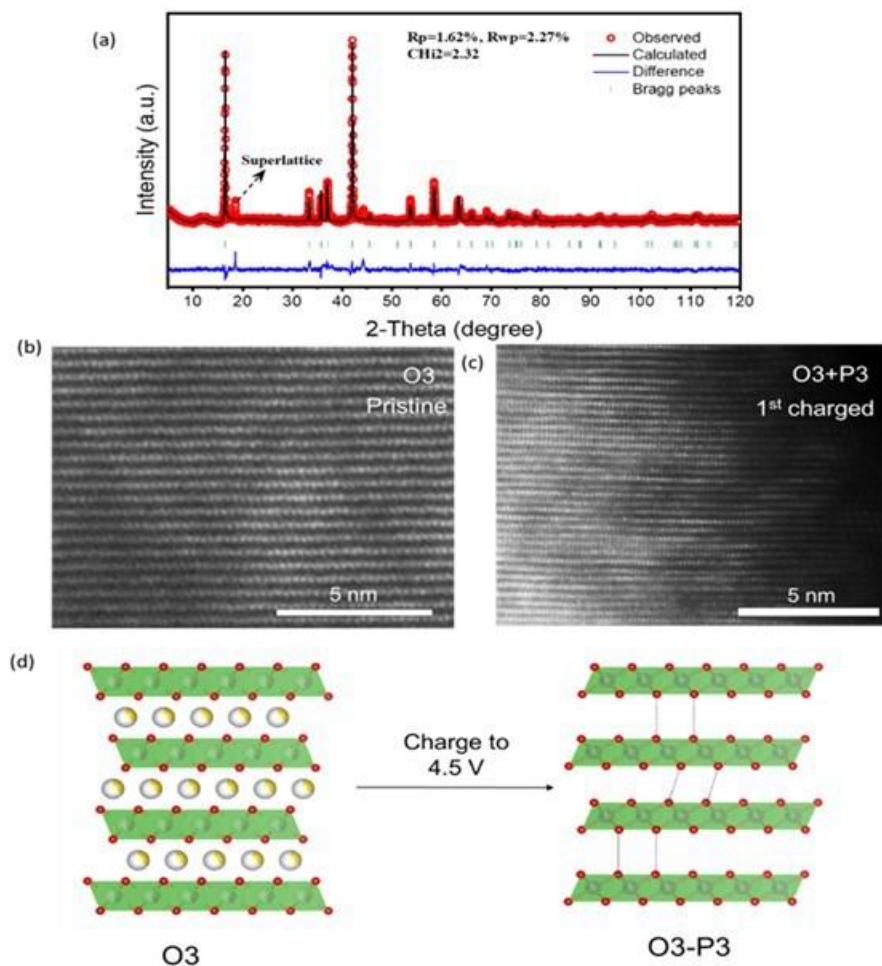 (a)
Rp=1.62%, Rwp=2.27%
CHi2=2.32
Observed
Calculated
Difference
Bragg peaks
Superlattice
Intensity (a.u.)
10 20 30 40 50 60 70 80 90 100 110 120
2-Theta (degree)
(b)
O3
Pristine
5 nm
(c)
O3+P3
1st charged
5 nm
(d)
Charge to
4.5 V
O3
O3-P3